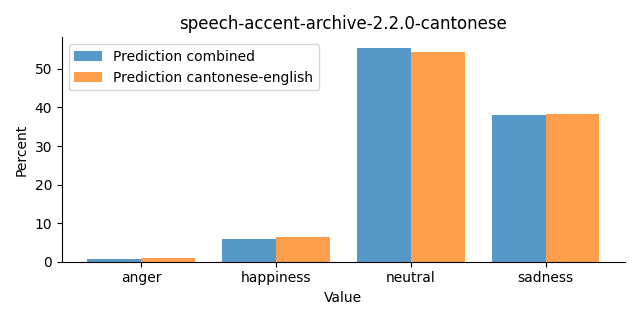 speech-accent-archive-2.2.0-cantonese
Prediction combined
Prediction cantonese-english
Percent
50
40
30
20
10
0
anger happiness neutral sadness
Value